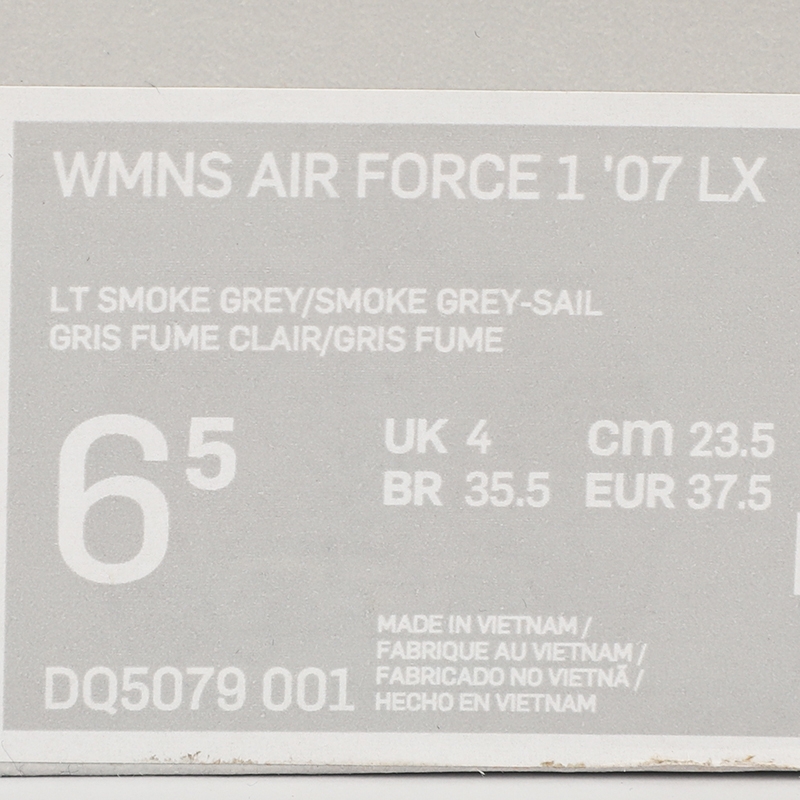 WMNS AIR FORCE 1 '07 LX
LT SMOKE GREY/SMOKE GREY-SAIL
GRIS FUME CLAIR/GRIS FUME
6⁵
UK 4 cm 23.5
BR 35.5 EUR 37.5
MADE IN VIETNAM /
FABRIQUE AU VIETNAM /
FABRICADO NO VIETNÃ /
HECHO EN VIETNAM
DQ5079 001